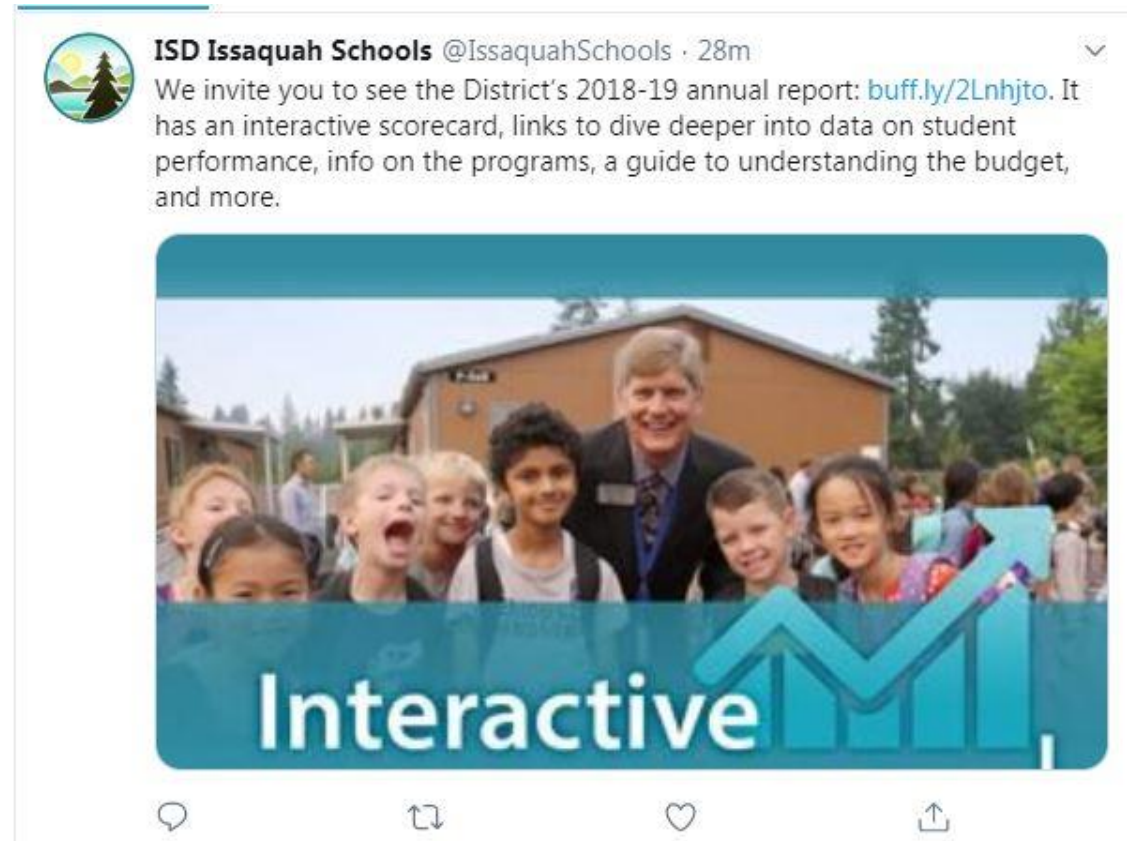 ISD Issaquah Schools @IssaquahSchools · 28m
We invite you to see the District's 2018-19 annual report: buff.ly/2Lnhjto. It
has an interactive scorecard, links to dive deeper into data on student
performance, info on the programs, a guide to understanding the budget,
and more.
Interactive